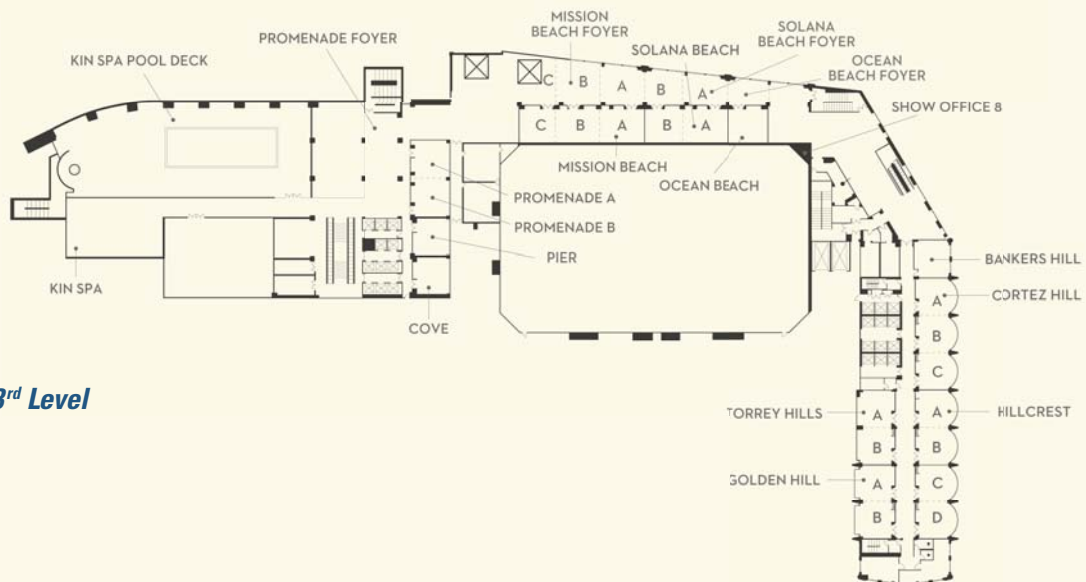 MISSION
BEACH FOYER
SOLANA
BEACH FOYER
PROMENADE FOYER
SOLANA BEACH
KIN SPA POOL DECK
OCEAN
BEACH FOYER
C B A B A
SHOW OFFICE 8
C B A B A
MISSION BEACH
OCEAN BEACH
PROMENADE A
PROMENADE B
PIER
BANKERS HILL
KIN SPA
A CORTEZ HILL
COVE
B
C
3rd Level
TORREY HILLS A A HILLCREST
B B
GOLDEN HILL A C
B D